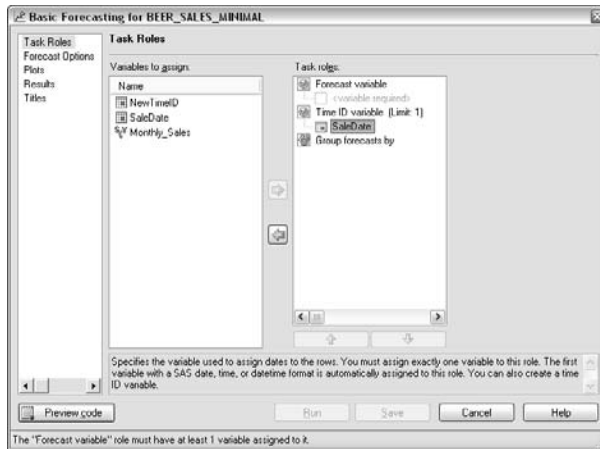 Basic Forecasting for BEER_SALES_MINIMAL
Task Roles
Forecast Options
Plots
Results
Titles
Task Roles
Variables to assign:
Name
NewTimeID
SaleDate
Monthly_Sales
Task roles:
Forecast variable
<variable required>
Time ID variable (Limit: 1)
SaleDate
Group forecasts by
Specifies the variable used to assign dates to the rows. You must assign exactly one variable to this role. The first
variable with a SAS date, time, or datetime format is automatically assigned to this role. You can also create a time
ID variable.
Preview code
Run
Save
Cancel
Help
The "Forecast variable" role must have at least 1 variable assigned to it.